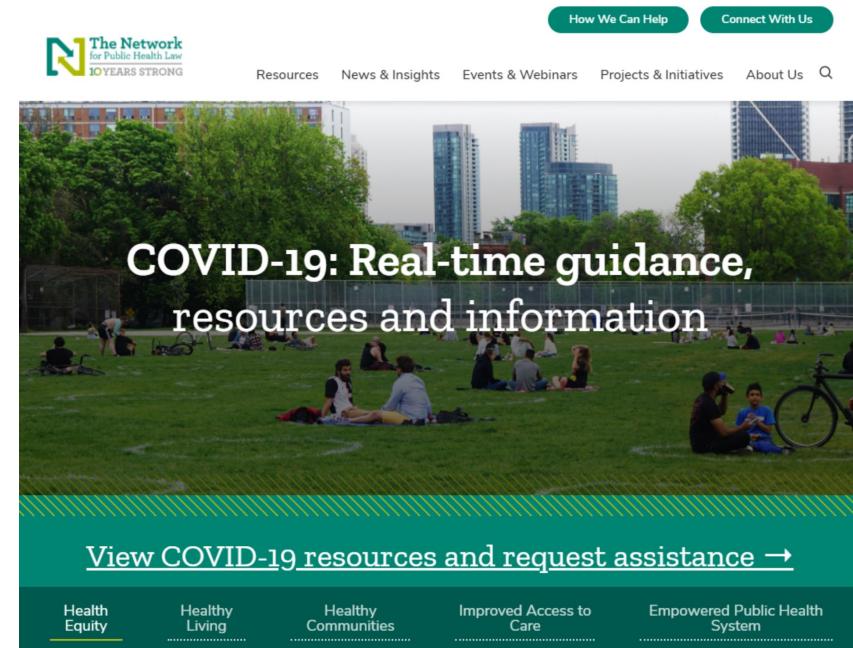 How We Can Help
Connect With Us
The Network
for Public Health Law
10 YEARS STRONG
Resources
News & Insights
Events & Webinars
Projects & Initiatives
About Us
COVID-19: Real-time guidance,
resources and information
View COVID-19 resources and request assistance →
Health
Equity
Healthy
Living
Healthy
Communities
Improved Access to
Care
Empowered Public Health
System